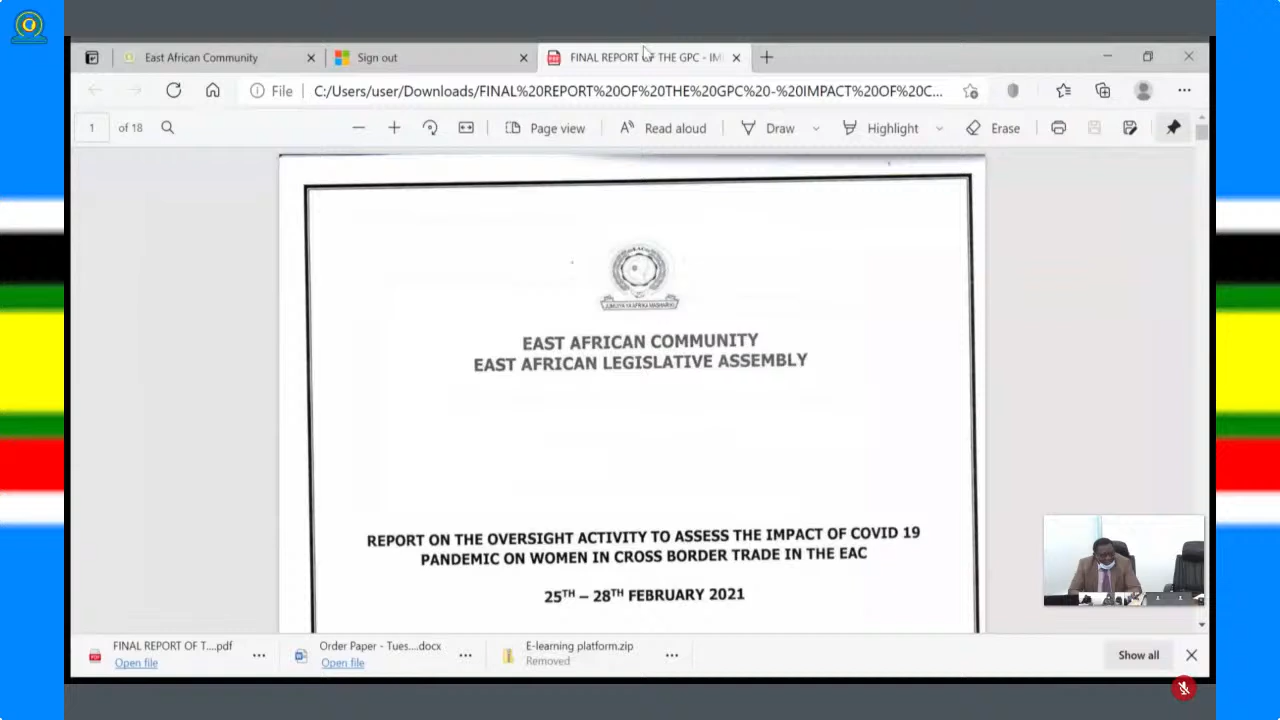 East African Community
Sign out
FINAL REPORT OF THE GPC - IM
File
C:/Users/user/Downloads/FINAL%20REPORT%20OF%20THE%20GPC%20-%20IMPACT%20OF%20C...
1 of 18
Page view
Read aloud
Draw
Highlight
Erase
JUMUIYA YA AFRIKA MASHARIKI
EAST AFRICAN COMMUNITY
EAST AFRICAN LEGISLATIVE ASSEMBLY
REPORT ON THE OVERSIGHT ACTIVITY TO ASSESS THE IMPACT OF COVID 19
PANDEMIC ON WOMEN IN CROSS BORDER TRADE IN THE EAC
25TH – 28TH FEBRUARY 2021
FINAL REPORT OF T....pdf
Open file
Order Paper - Tues....docx
Open file
E-learning platform.zip
Removed
Show all